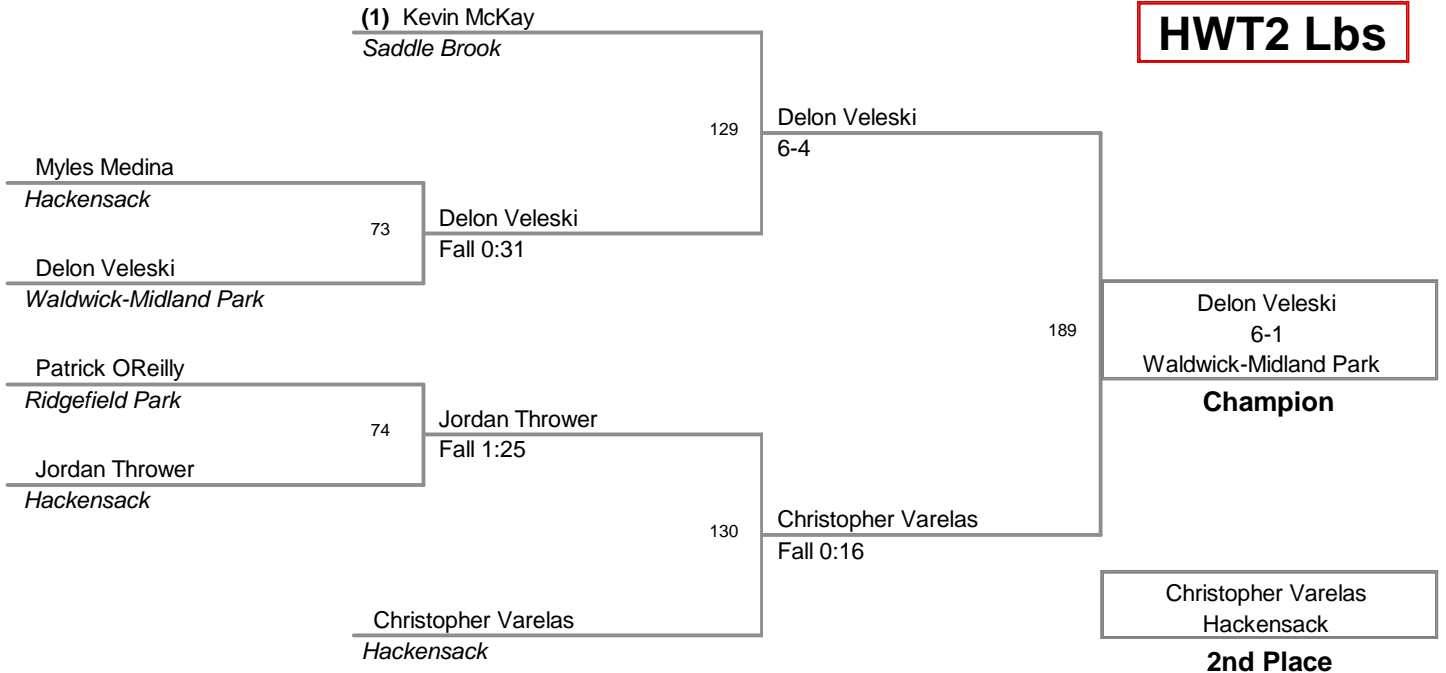 (1) Kevin McKay
Saddle Brook
HWT2 Lbs
129
Delon Veleski
6-4
Myles Medina
Hackensack
73
Delon Veleski
Fall 0:31
Delon Veleski
Waldwick-Midland Park
189
Delon Veleski
6-1
Waldwick-Midland Park
Champion
Patrick OReilly
Ridgefield Park
74
Jordan Thrower
Fall 1:25
Jordan Thrower
Hackensack
130
Christopher Varelas
Fall 0:16
Christopher Varelas
Hackensack
Christopher Varelas
Hackensack
2nd Place